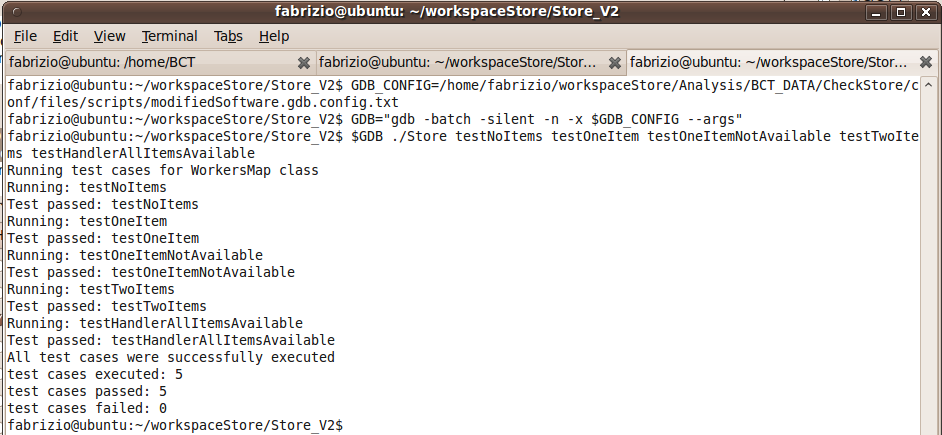 fabrizio@ubuntu: ~/workspaceStore/Store_V2
File Edit View Terminal Tabs Help
fabrizio@ubuntu: /home/BCT fabrizio@ubuntu: ~/workspaceStore/Stor... fabrizio@ubuntu: ~/workspaceStore/Stor...
fabrizio@ubuntu:~/workspaceStore/Store_V2$ GDB_CONFIG=/home/fabrizio/workspaceStore/Analysis/BCT_DATA/CheckStore/c
onf/files/scripts/modifiedSoftware.gdb.config.txt
fabrizio@ubuntu:~/workspaceStore/Store_V2$ GDB="gdb -batch -silent -n -x $GDB_CONFIG --args"
fabrizio@ubuntu:~/workspaceStore/Store_V2$ $GDB ./Store testNoItems testOneItem testOneItemNotAvailable testTwoIte
ms testHandlerAllItemsAvailable
Running test cases for WorkersMap class
Running: testNoItems
Test passed: testNoItems
Running: testOneItem
Test passed: testOneItem
Running: testOneItemNotAvailable
Test passed: testOneItemNotAvailable
Running: testTwoItems
Test passed: testTwoItems
Running: testHandlerAllItemsAvailable
Test passed: testHandlerAllItemsAvailable
All test cases were successfully executed
test cases executed: 5
test cases passed: 5
test cases failed: 0
fabrizio@ubuntu:~/workspaceStore/Store_V2$